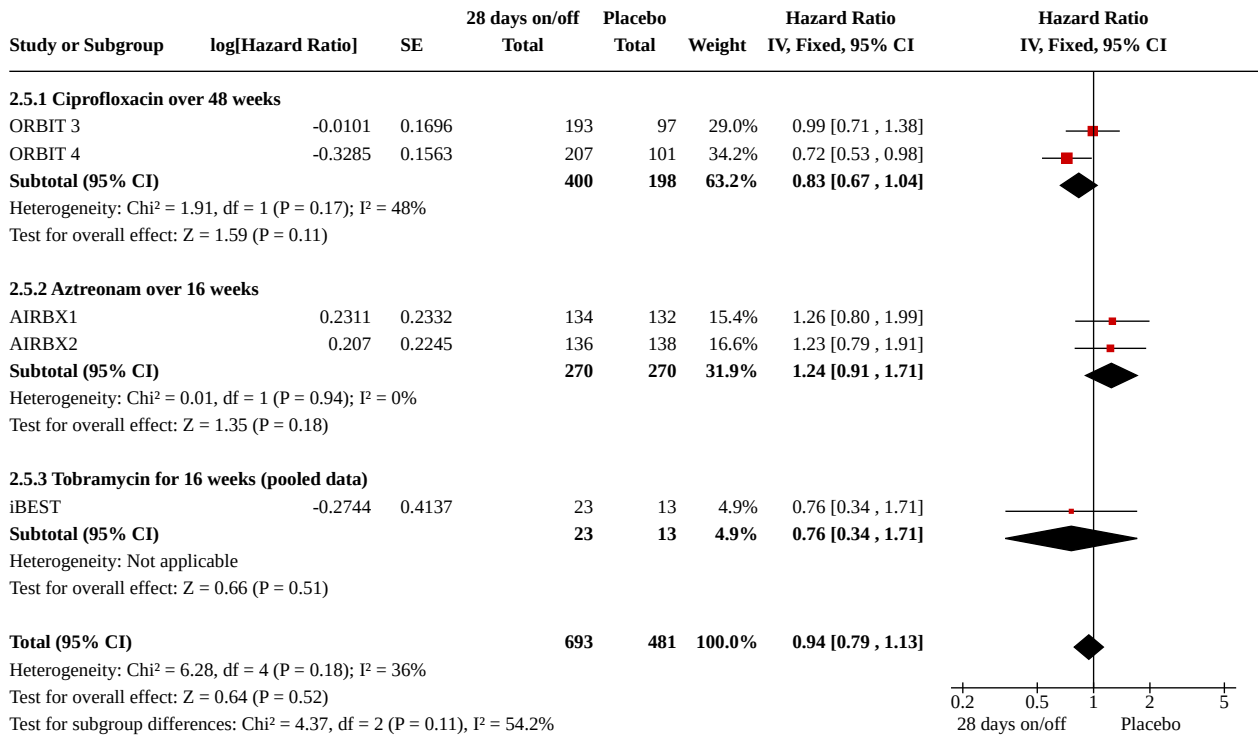 28 days on/off Placebo Hazard Ratio Hazard Ratio
Study or Subgroup log[Hazard Ratio] SE Total Total Weight IV, Fixed, 95% CI IV, Fixed, 95% CI
2.5.1 Ciprofloxacin over 48 weeks
ORBIT 3 -0.0101 0.1696 193 97 29.0% 0.99 [0.71 , 1.38]
ORBIT 4 -0.3285 0.1563 207 101 34.2% 0.72 [0.53 , 0.98]
Subtotal (95% CI) 400 198 63.2% 0.83 [0.67 , 1.04]
Heterogeneity: Chi² = 1.91, df = 1 (P = 0.17); I² = 48%
Test for overall effect: Z = 1.59 (P = 0.11)
2.5.2 Aztreonam over 16 weeks
AIRBX1 0.2311 0.2332 134 132 15.4% 1.26 [0.80 , 1.99]
AIRBX2 0.207 0.2245 136 138 16.6% 1.23 [0.79 , 1.91]
Subtotal (95% CI) 270 270 31.9% 1.24 [0.91 , 1.71]
Heterogeneity: Chi² = 0.01, df = 1 (P = 0.94); I² = 0%
Test for overall effect: Z = 1.35 (P = 0.18)
2.5.3 Tobramycin for 16 weeks (pooled data)
iBEST -0.2744 0.4137 23 13 4.9% 0.76 [0.34 , 1.71]
Subtotal (95% CI) 23 13 4.9% 0.76 [0.34 , 1.71]
Heterogeneity: Not applicable
Test for overall effect: Z = 0.66 (P = 0.51)
Total (95% CI) 693 481 100.0% 0.94 [0.79 , 1.13]
Heterogeneity: Chi² = 6.28, df = 4 (P = 0.18); I² = 36%
Test for overall effect: Z = 0.64 (P = 0.52)
Test for subgroup differences: Chi² = 4.37, df = 2 (P = 0.11), I² = 54.2%
0.2 0.5 1 2 5
28 days on/off Placebo